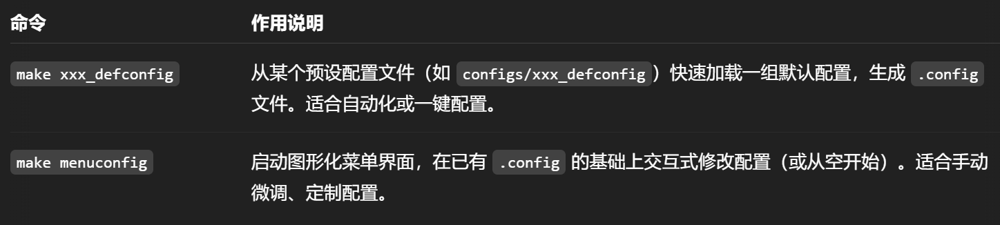 命令 作用说明
make xxx_defconfig 从某个预设配置文件（如 configs/xxx_defconfig）快速加载一组默认配置，生成 .config
文件。适合自动化或一键配置。
make menuconfig 启动图形化菜单界面，在已有 .config 的基础上交互式修改配置（或从空开始）。适合手动
微调、定制配置。